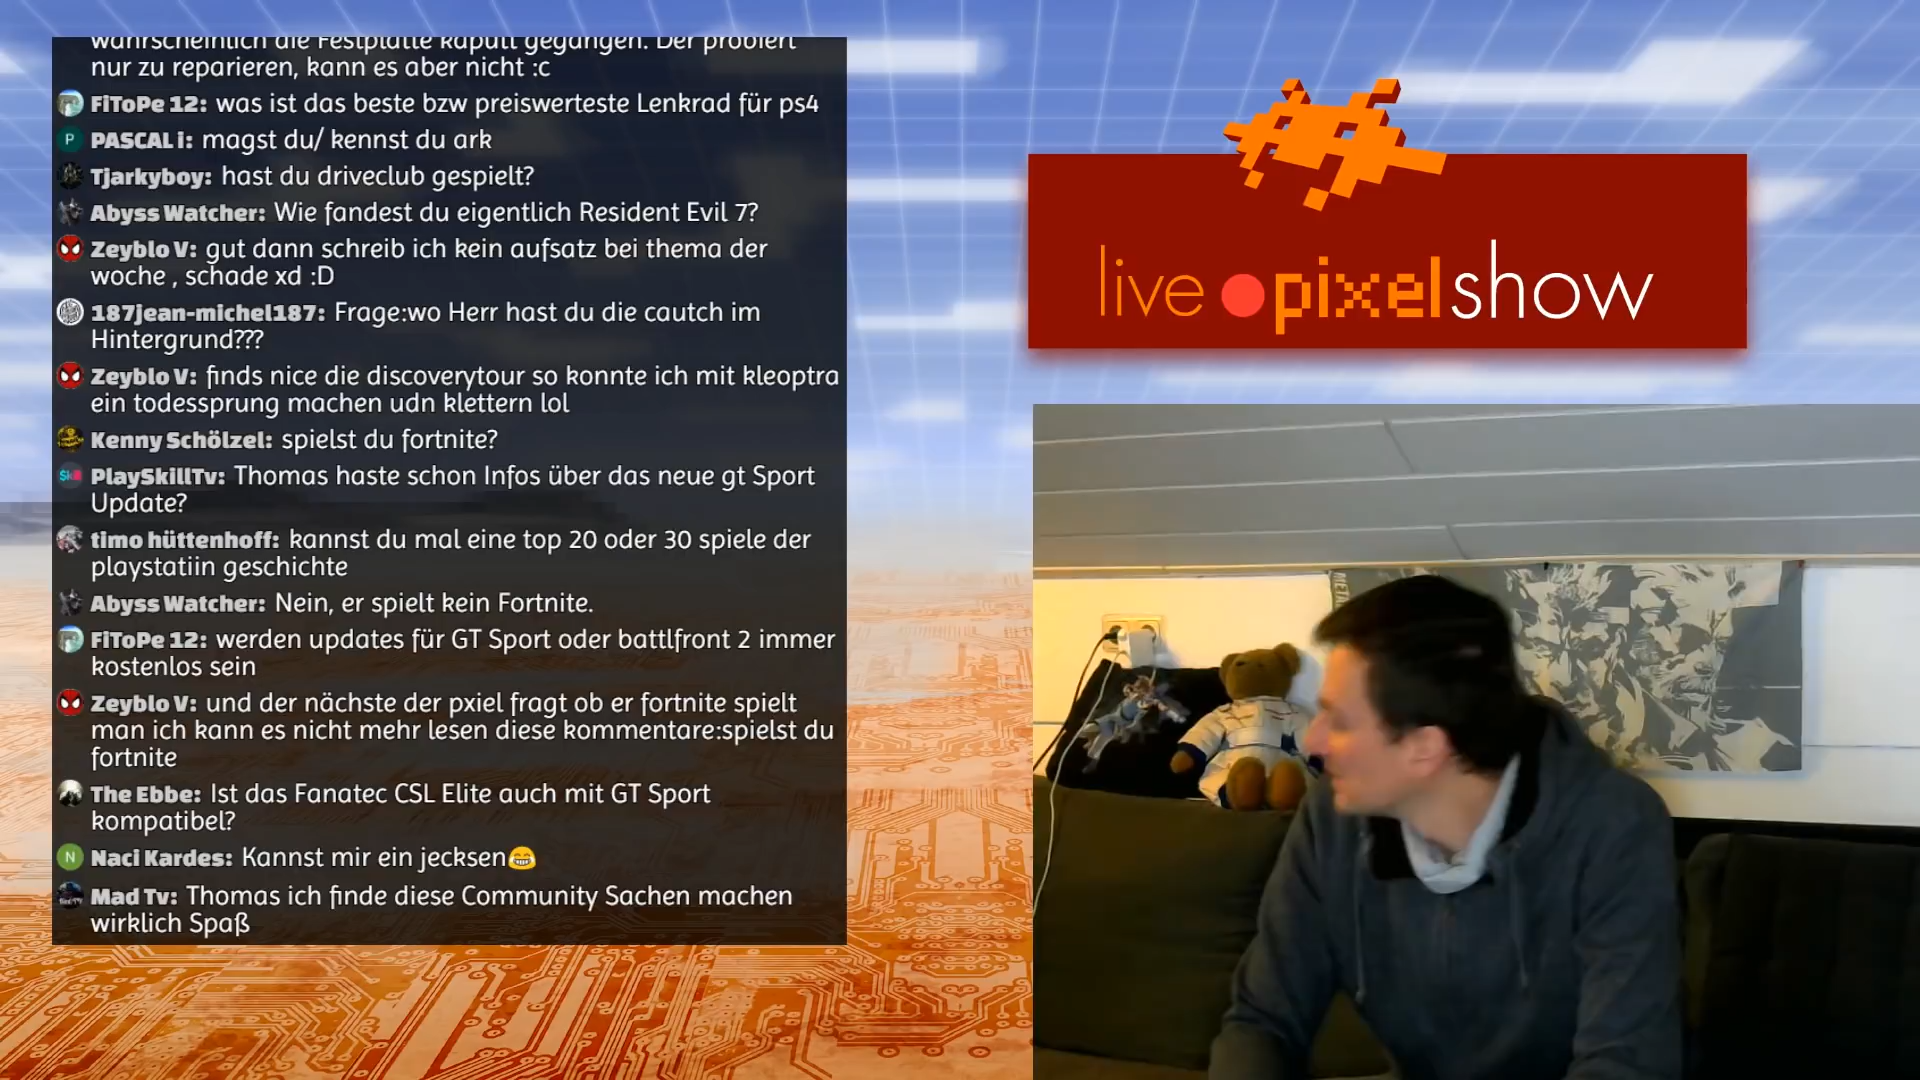 wahrscheinlich die Festplatte kaputt gegangen. Der probiert
nur zu reparieren, kann es aber nicht :c
FiToPe 12: was ist das beste bzw preiswerteste Lenkrad für ps4
P PASCAL i: magst du/ kennst du ark
Tjarkyboy: hast du driveclub gespielt?
Abyss Watcher: Wie fandest du eigentlich Resident Evil 7?
Zeyblo V: gut dann schreib ich kein aufsatz bei thema der
woche , schade xd :D
187jean-michel187: Frage:wo Herr hast du die cautch im
Hintergrund???
Zeyblo V: finds nice die discoverytour so konnte ich mit kleoptra
ein todessprung machen udn klettern lol
Kenny Schölzel: spielst du fortnite?
PlaySkillTv: Thomas haste schon Infos über das neue gt Sport
Update?
timo hüttenhoff: kannst du mal eine top 20 oder 30 spiele der
playstatiin geschichte
Abyss Watcher: Nein, er spielt kein Fortnite.
FiToPe 12: werden updates für GT Sport oder battlfront 2 immer
kostenlos sein
Zeyblo V: und der nächste der pxiel fragt ob er fortnite spielt
man ich kann es nicht mehr lesen diese kommentare:spielst du
fortnite
The Ebbe: Ist das Fanatec CSL Elite auch mit GT Sport
kompatibel?
N Naci Kardes: Kannst mir ein jecksen😂
Mad Tv: Thomas ich finde diese Community Sachen machen
wirklich Spaß
live pixelshow